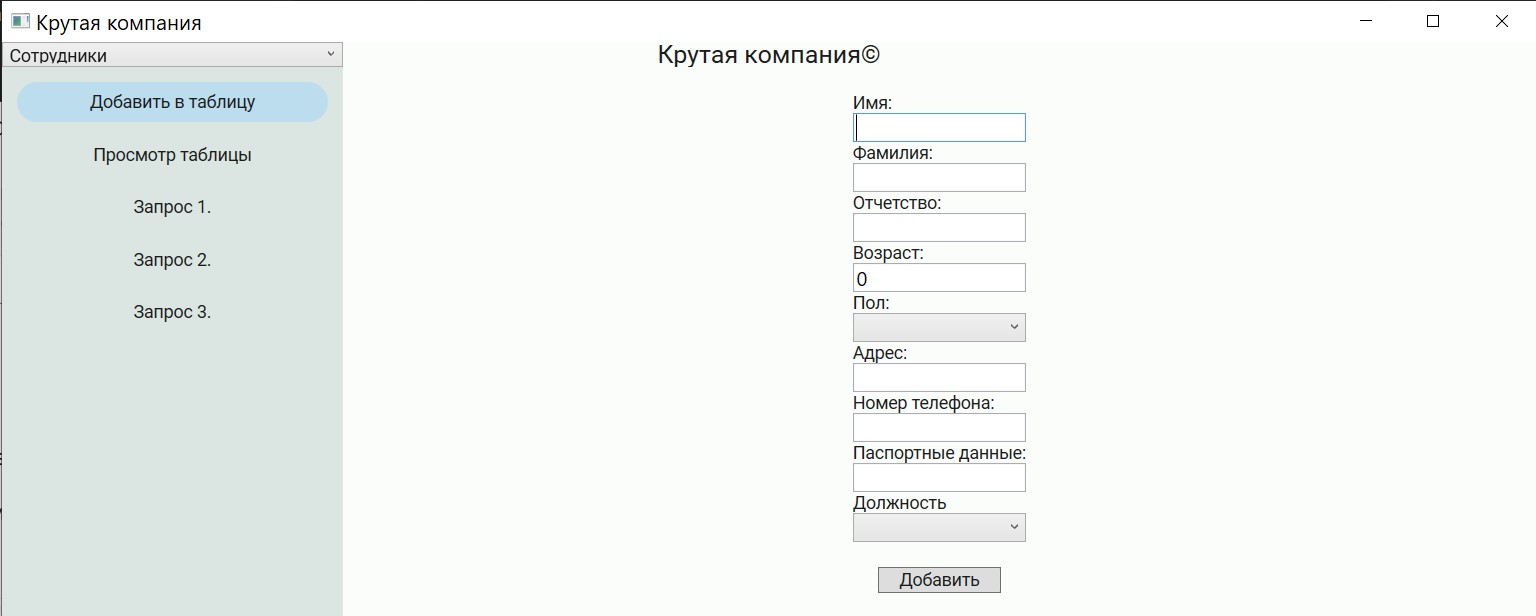 Крутая компания
Сотрудники
Крутая компания©
Добавить в таблицу
Просмотр таблицы
Запрос 1.
Запрос 2.
Запрос 3.
Имя:
Фамилия:
Отчетство:
Возраст:
0
Пол:
Адрес:
Номер телефона:
Паспортные данные:
Должность
Добавить